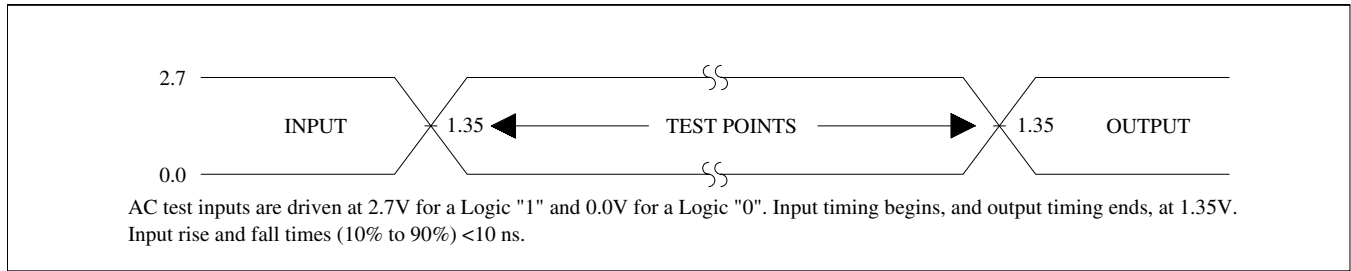 2.7
INPUT 1.35 TEST POINTS 1.35 OUTPUT
0.0
AC test inputs are driven at 2.7V for a Logic "1" and 0.0V for a Logic "0". Input timing begins, and output timing ends, at 1.35V.
Input rise and fall times (10% to 90%) <10 ns.